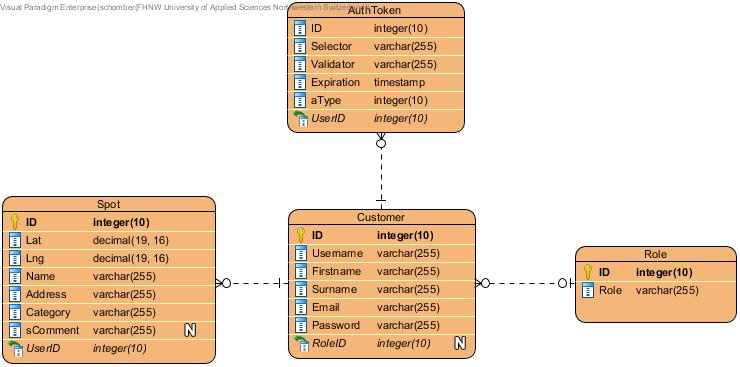 Visual Paradigm Enterprise(schomber(FHNW University of Applied Sciences Northwestern Switzerland))
AuthToken
ID integer(10)
Selector varchar(255)
Validator varchar(255)
Expiration timestamp
aType integer(10)
UserID integer(10)
Spot
ID integer(10)
Lat decimal(19, 16)
Lng decimal(19, 16)
Name varchar(255)
Address varchar(255)
Category varchar(255)
sComment varchar(255) N
UserID integer(10)
Customer
ID integer(10)
Username varchar(255)
Firstname varchar(255)
Surname varchar(255)
Email varchar(255)
Password varchar(255)
RoleID integer(10) N
Role
ID integer(10)
Role varchar(255)